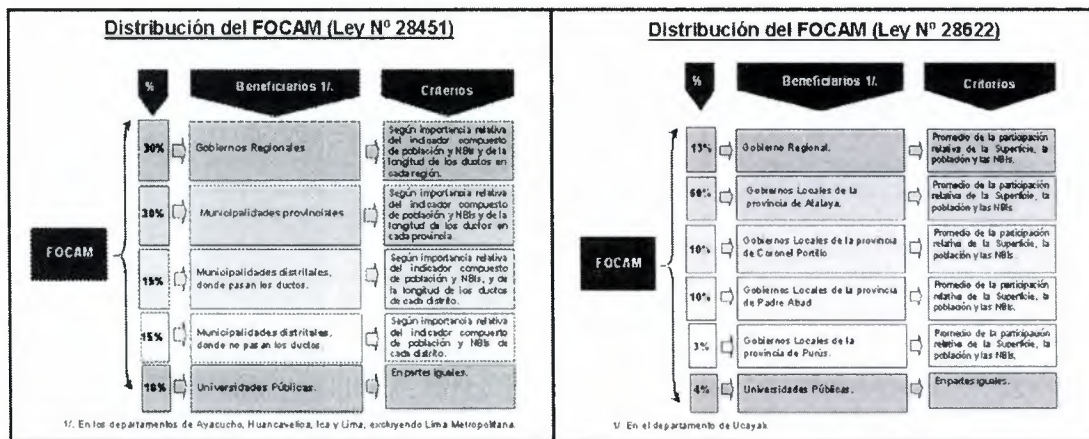 Distribución del FOCAM (Ley Nº 28451)
%
Beneficiarios 1/.
Criterios
FOCAM
30%
Gobiernos Regionales
Según importancia relativa
del indicador compuesto
de población y NBIs y de la
longitud de los ductos en
cada región.
30%
Municipalidades provinciales
Según importancia relativa
del indicador compuesto
de población y NBIs y de la
longitud de los ductos en
cada provincia.
15%
Municipalidades distritales,
donde pasan los ductos.
Según importancia relativa
del indicador compuesto
de población y NBIs, y de
la longitud de los ductos
de cada distrito.
15%
Municipalidades distritales,
donde no pasan los ductos.
Según importancia relativa
del indicador compuesto
de población y NBIs de
cada distrito.
10%
Universidades Públicas.
En partes iguales.
1/. En los departamentos de Ayacucho, Huancavelica, Ica y Lima, excluyendo Lima Metropolitana.
Distribución del FOCAM (Ley Nº 28622)
%
Beneficiarios 1/.
Criterios
FOCAM
13%
Gobierno Regional.
Promedio de la participación
relativa de la Superficie, la
población y las NBIs.
60%
Gobiernos Locales de la
provincia de Atalaya.
Promedio de la participación
relativa de la Superficie, la
población y las NBIs.
10%
Gobiernos Locales de la provincia
de Coronel Portillo
Promedio de la participación
relativa de la Superficie, la
población y las NBIs.
10%
Gobiernos Locales de la provincia
de Padre Abad
Promedio de la participación
relativa de la Superficie, la
población y las NBIs.
3%
Gobiernos Locales de la
provincia de Purús.
Promedio de la participación
relativa de la Superficie, la
población y las NBIs.
4%
Universidades Públicas.
En partes iguales.
1/ En el departamento de Ucayali.